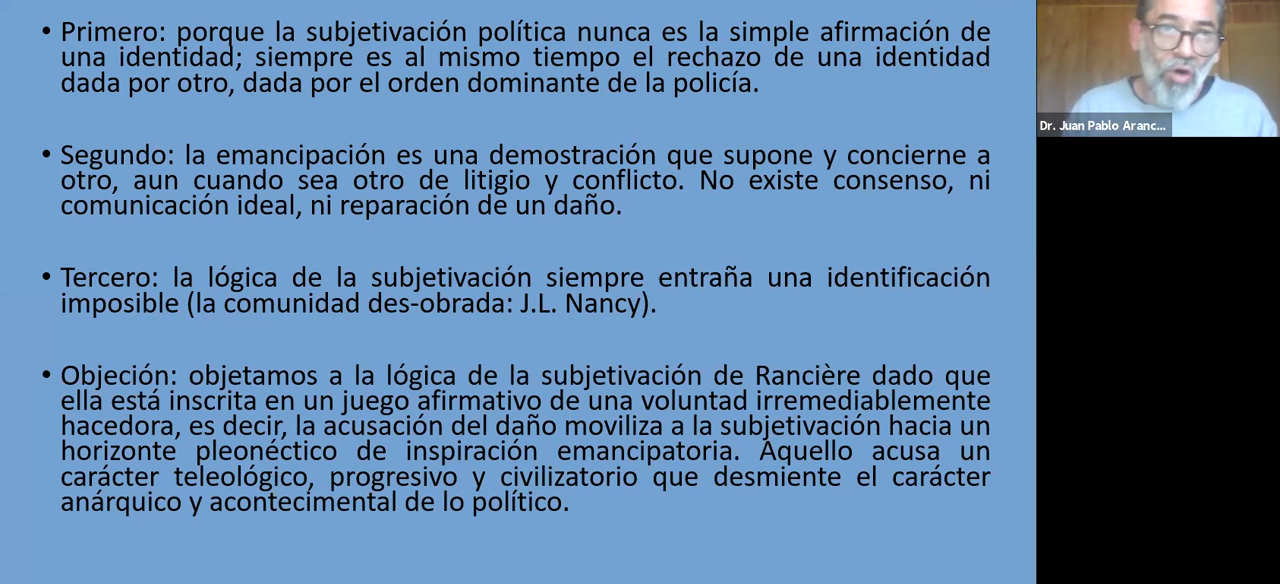 • Primero: porque la subjetivación política nunca es la simple afirmación de
una identidad; siempre es al mismo tiempo el rechazo de una identidad
dada por otro, dada por el orden dominante de la policía.
• Segundo: la emancipación es una demostración que supone y concierne a
otro, aun cuando sea otro de litigio y conflicto. No existe consenso, ni
comunicación ideal, ni reparación de un daño.
• Tercero: la lógica de la subjetivación siempre entraña una identificación
imposible (la comunidad des-obrada: J.L. Nancy).
• Objeción: objetamos a la lógica de la subjetivación de Rancière dado que
ella está inscrita en un juego afirmativo de una voluntad irremediablemente
hacedora, es decir, la acusación del daño moviliza a la subjetivación hacia un
horizonte pleonéctico de inspiración emancipatoria. Aquello acusa un
carácter teleológico, progresivo y civilizatorio que desmiente el carácter
anárquico y acontecimental de lo político.
Dr. Juan Pablo Aranc...